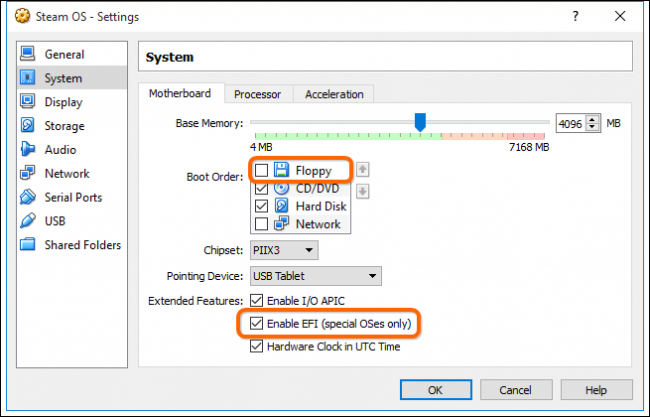 Steam OS - Settings
?
General
System
Display
Storage
Audio
Network
Serial Ports
USB
Shared Folders
System
Motherboard Processor Acceleration
Base Memory: 4096 MB
4 MB 7168 MB
Boot Order: Floppy
CD/DVD
Hard Disk
Network
Chipset: PIIX3
Pointing Device: USB Tablet
Extended Features: Enable I/O APIC
Enable EFI (special OSes only)
Hardware Clock in UTC Time
OK Cancel Help